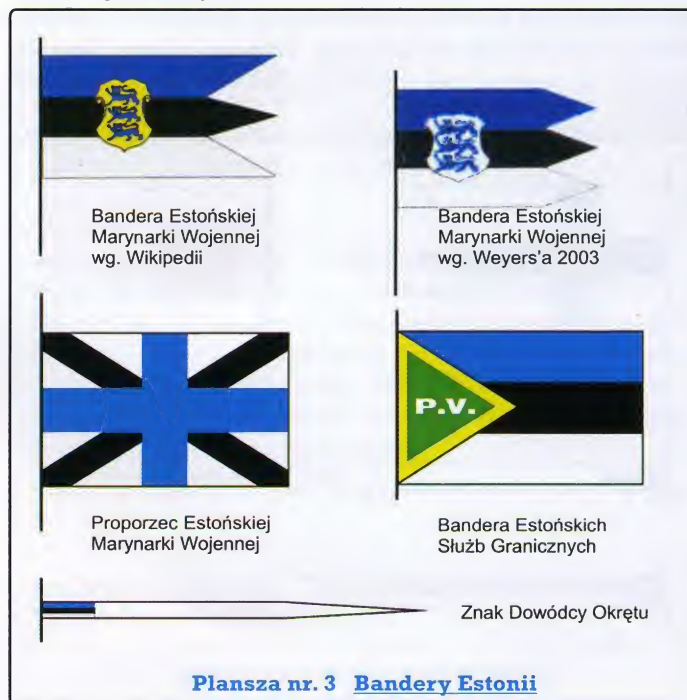 Bandera Estońskiej
Marynarki Wojennej
wg. Wikipedii
Bandera Estońskiej
Marynarki Wojennej
wg. Weyers'a 2003
P.V.
Proporzec Estońskiej
Marynarki Wojennej
Bandera Estońskich
Służb Granicznych
Znak Dowódcy Okrętu
Plansza nr. 3 Bandery Estonii